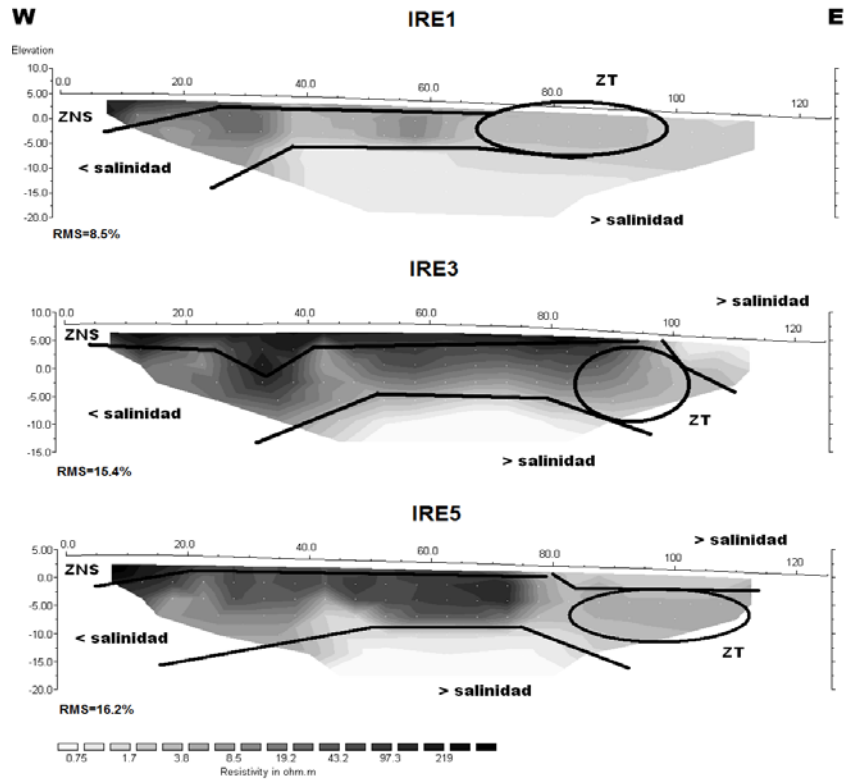 W IRE1 E
Elevation
ZT
0.0 20.0 40.0 60.0 80.0 100 120
10.0
5.00
0.0
-5.00
-10.0
-15.0
-20.0
ZNS
< salinidad
> salinidad
RMS=8.5%
IRE3
> salinidad
0.0 20.0 40.0 60.0 80.0 100 120
10.0
5.00
0.0
-5.00
-10.0
-15.0
ZNS
< salinidad
ZT
> salinidad
RMS=15.4%
IRE5
> salinidad
0.0 20.0 40.0 60.0 80.0 100 120
5.00
0.0
-5.00
-10.0
-15.0
-20.0
ZNS
< salinidad
ZT
> salinidad
RMS=16.2%
0.75 1.7 3.8 8.5 19.2 43.2 97.3 219
Resistivity in ohm.m